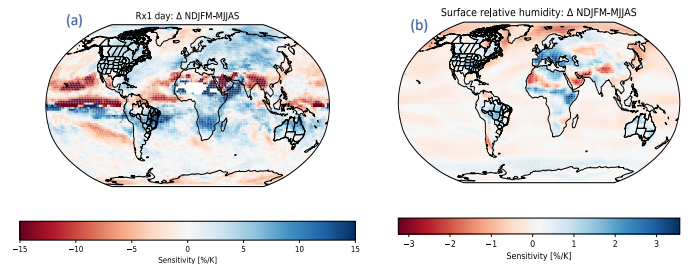 (a)
Rx1 day: Δ NDJFM-MJJAS
−15 −10 −5 0 5 10 15
Sensitivity [%/K]
(b)
Surface relative humidity: Δ NDJFM-MJJAS
−3 −2 −1 0 1 2 3
Sensitivity [%/K]